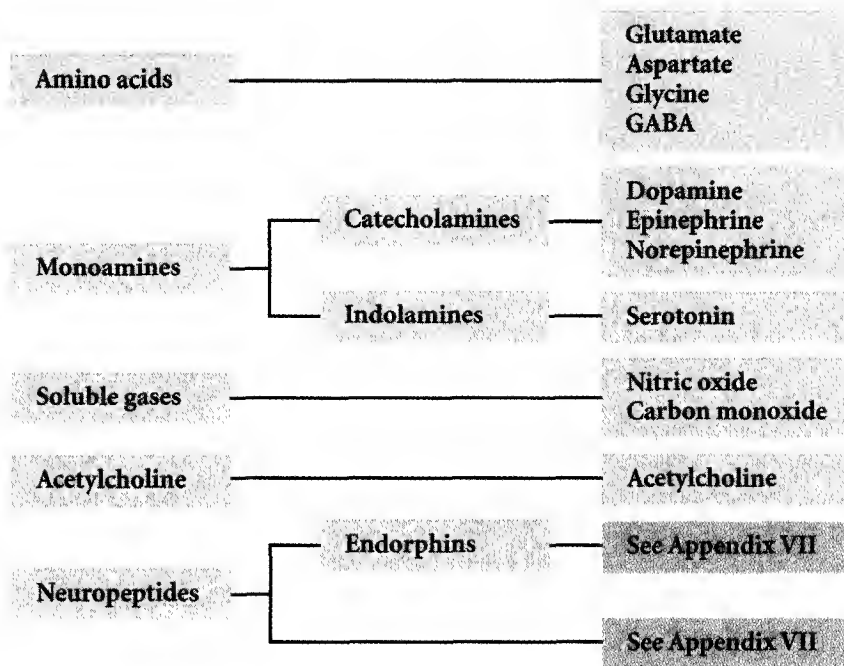 Amino acids
Glutamate
Aspartate
Glycine
GABA
Monoamines
Catecholamines
Dopamine
Epinephrine
Norepinephrine
Indolamines
Serotonin
Soluble gases
Nitric oxide
Carbon monoxide
Acetylcholine
Acetylcholine
Neuropeptides
Endorphins
See Appendix VII
See Appendix VII